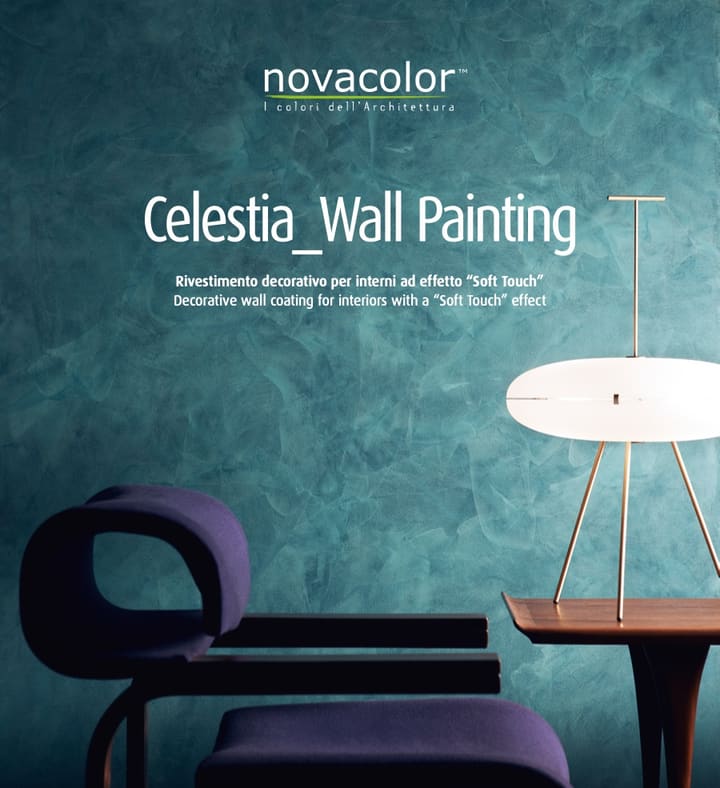 novacolor™
I colori dell'Architettura
Celestia_Wall Painting
Rivestimento decorativo per interni ad effetto “Soft Touch”
Decorative wall coating for interiors with a “Soft Touch” effect